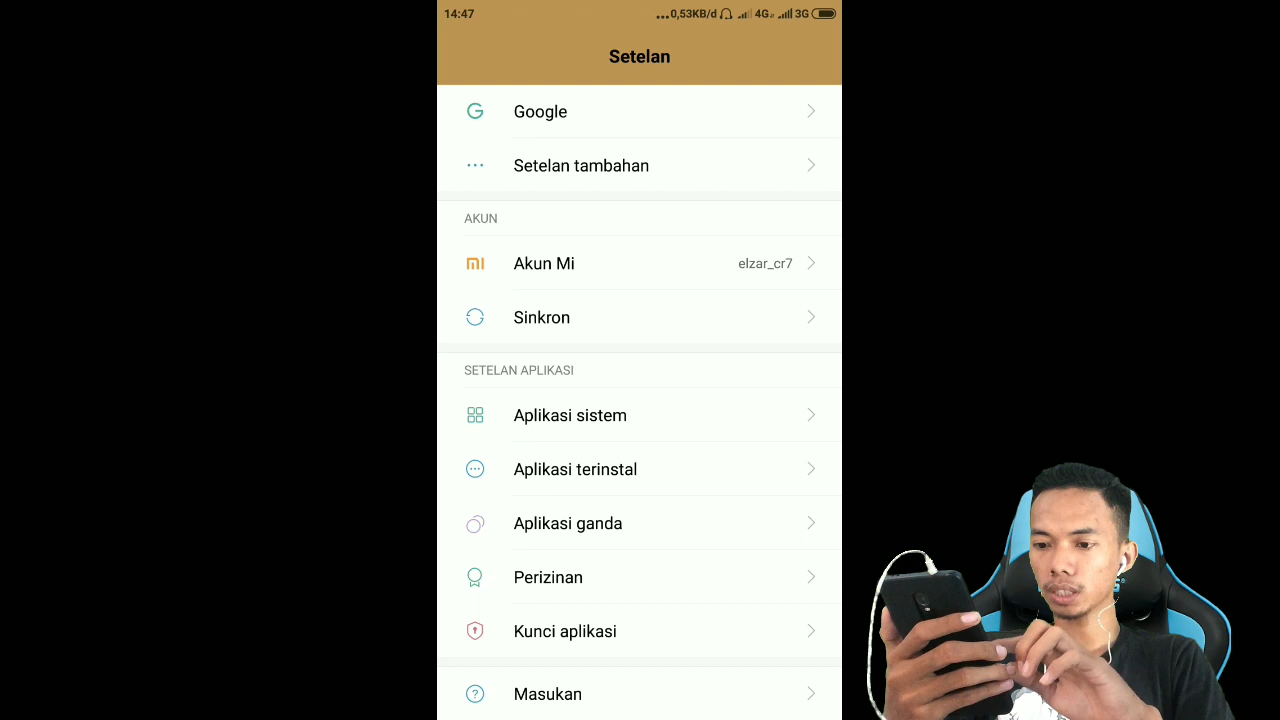 14:47
...0,53KB/d 4G 3G
Setelan
Google
Setelan tambahan
AKUN
Akun Mi
elzar_cr7
Sinkron
SETELAN APLIKASI
Aplikasi sistem
Aplikasi terinstal
Aplikasi ganda
Perizinan
Kunci aplikasi
Masukan